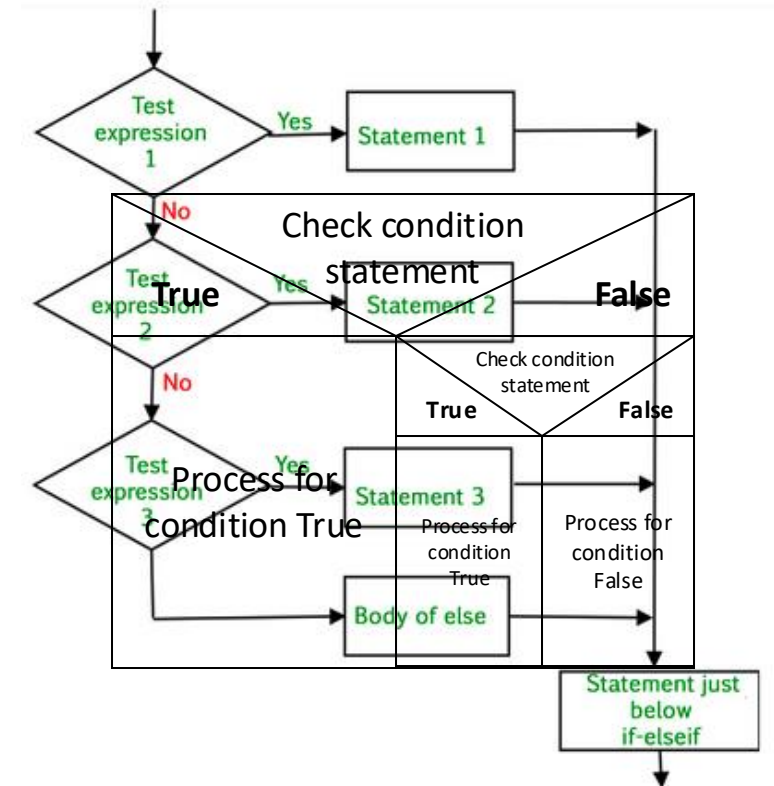 Test
expression
1
Yes
Statement 1
No
Check condition
statement
Test
expression
2
Yes
Statement 2
True
False
Check condition
statement
True
False
No
Test
expression
3
Yes
Statement 3
Process for
condition True
Process for
condition
True
Process for
condition
False
Body of else
Statement just
below
if-elseif